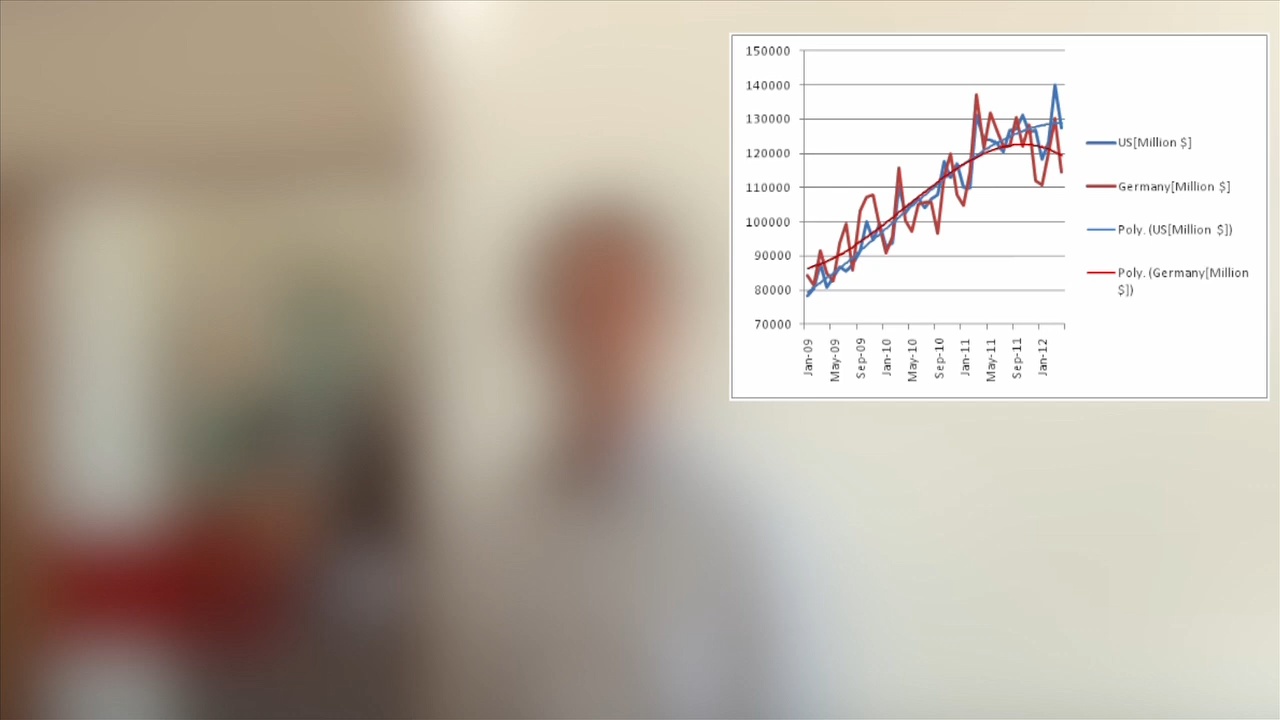 150000
140000
130000
120000
110000
100000
90000
80000
70000
Jan-09
May-09
Sep-09
Jan-10
May-10
Sep-10
Jan-11
May-11
Sep-11
Jan-12
US[Million $]
Germany[Million $]
Poly. (US[Million $])
Poly. (Germany[Million
$])